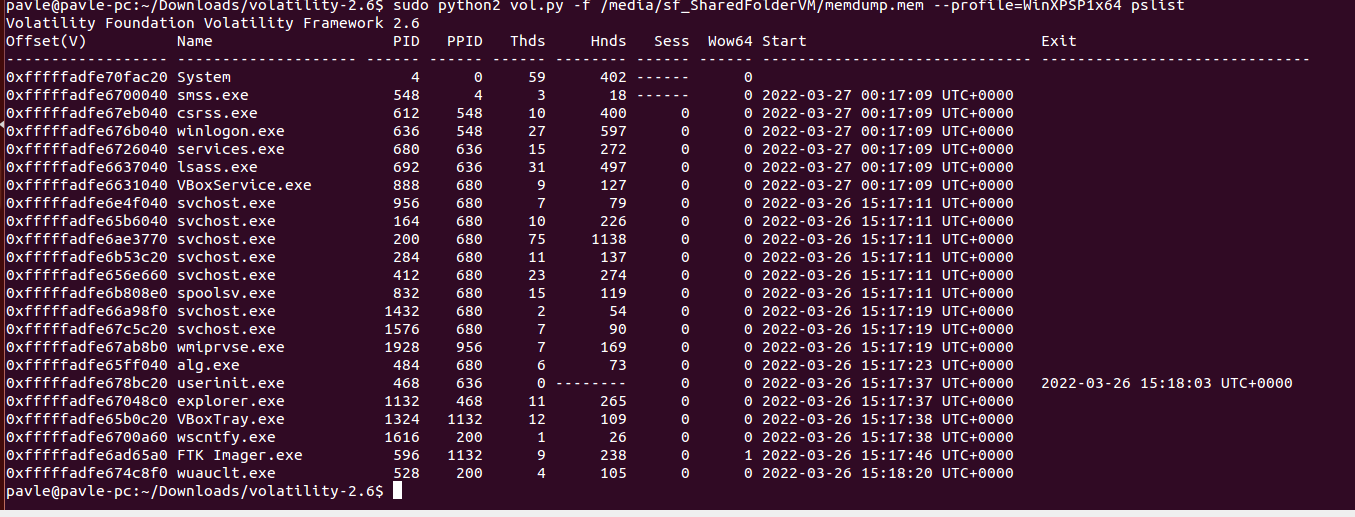 pavle@pavle-pc:~/Downloads/volatility-2.6$ sudo python2 vol.py -f /media/sf_SharedFolderVM/memdump.mem --profile=WinXPSP1x64 pslist
Volatility Foundation Volatility Framework 2.6
Offset(V)          Name                    PID   PPID   Thds     Hnds   Sess  Wow64 Start                          Exit
------------------ -------------------- ------ ------ ------ -------- ------ ------ ------------------------------ ------------------------------
0xfffffadfe70fac20 System                    4      0     59      402 ------      0
0xfffffadfe6700040 smss.exe                548      4      3       18 ------      0 2022-03-27 00:17:09 UTC+0000
0xfffffadfe67eb040 csrss.exe               612    548     10      400      0      0 2022-03-27 00:17:09 UTC+0000
0xfffffadfe676b040 winlogon.exe            636    548     27      597      0      0 2022-03-27 00:17:09 UTC+0000
0xfffffadfe6726040 services.exe            680    636     15      272      0      0 2022-03-27 00:17:09 UTC+0000
0xfffffadfe6637040 lsass.exe               692    636     31      497      0      0 2022-03-27 00:17:09 UTC+0000
0xfffffadfe6631040 VBoxService.exe         888    680      9      127      0      0 2022-03-27 00:17:09 UTC+0000
0xfffffadfe6e4f040 svchost.exe             956    680      7       79      0      0 2022-03-26 15:17:11 UTC+0000
0xfffffadfe65b6040 svchost.exe             164    680     10      226      0      0 2022-03-26 15:17:11 UTC+0000
0xfffffadfe6ae3770 svchost.exe             200    680     75     1138      0      0 2022-03-26 15:17:11 UTC+0000
0xfffffadfe6b53c20 svchost.exe             284    680     11      137      0      0 2022-03-26 15:17:11 UTC+0000
0xfffffadfe656e660 svchost.exe             412    680     23      274      0      0 2022-03-26 15:17:11 UTC+0000
0xfffffadfe6b808e0 spoolsv.exe             832    680     15      119      0      0 2022-03-26 15:17:11 UTC+0000
0xfffffadfe66a98f0 svchost.exe            1432    680      2       54      0      0 2022-03-26 15:17:19 UTC+0000
0xfffffadfe67c5c20 svchost.exe            1576    680      7       90      0      0 2022-03-26 15:17:19 UTC+0000
0xfffffadfe67ab8b0 wmiprvse.exe           1928    956      7      169      0      0 2022-03-26 15:17:19 UTC+0000
0xfffffadfe65ff040 alg.exe                 484    680      6       73      0      0 2022-03-26 15:17:23 UTC+0000
0xfffffadfe678bc20 userinit.exe            468    636      0 --------      0      0 2022-03-26 15:17:37 UTC+0000   2022-03-26 15:18:03 UTC+0000
0xfffffadfe67048c0 explorer.exe           1132    468     11      265      0      0 2022-03-26 15:17:37 UTC+0000
0xfffffadfe65b0c20 VBoxTray.exe           1324   1132     12      109      0      0 2022-03-26 15:17:38 UTC+0000
0xfffffadfe6700a60 wscntfy.exe            1616    200      1       26      0      0 2022-03-26 15:17:38 UTC+0000
0xfffffadfe6ad65a0 FTK Imager.exe          596   1132      9      238      0      1 2022-03-26 15:17:46 UTC+0000
0xfffffadfe674c8f0 wuauclt.exe             528    200      4      105      0      0 2022-03-26 15:18:20 UTC+0000
pavle@pavle-pc:~/Downloads/volatility-2.6$